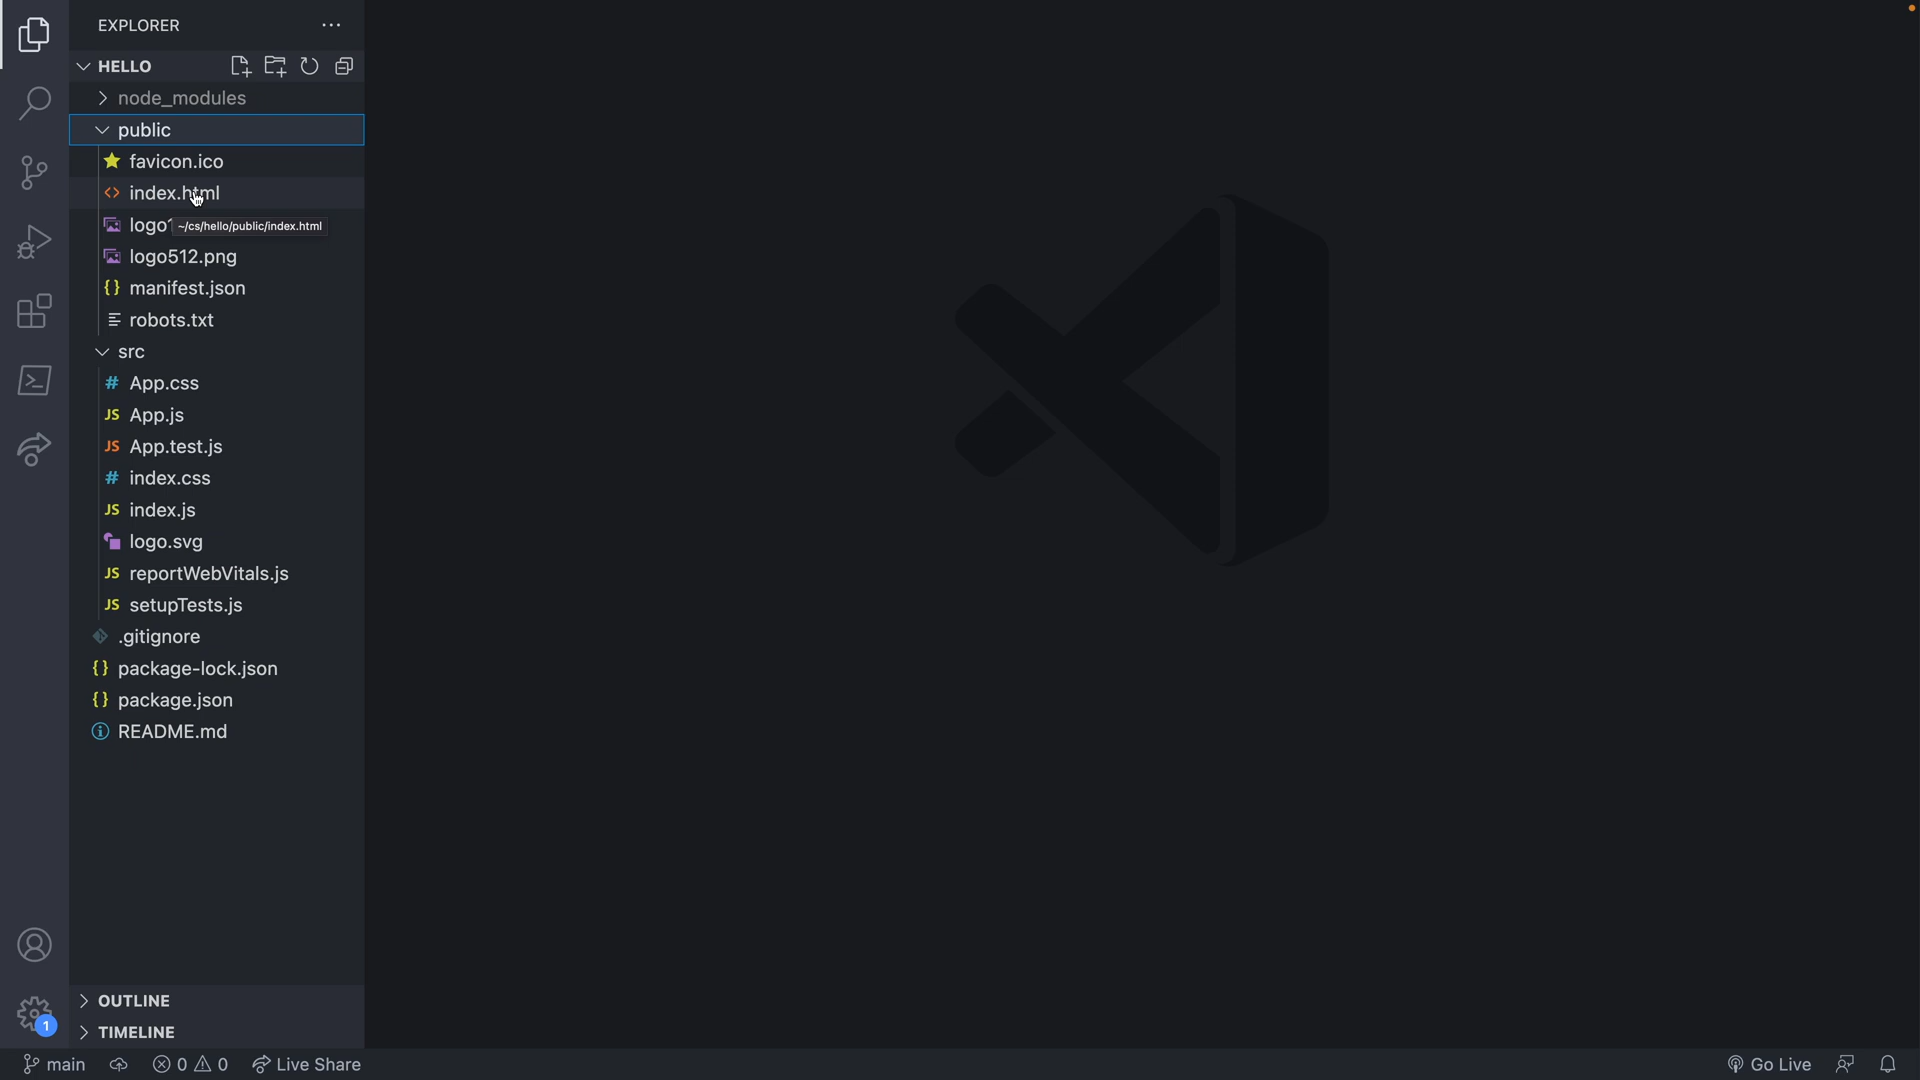 EXPLORER
HELLO
node_modules
public
favicon.ico
index.html
logo1
~/cs/hello/public/index.html
logo512.png
manifest.json
robots.txt
src
App.css
App.js
App.test.js
index.css
index.js
logo.svg
reportWebVitals.js
setupTests.js
.gitignore
package-lock.json
package.json
README.md
OUTLINE
1
TIMELINE
main 0 0 Live Share Go Live